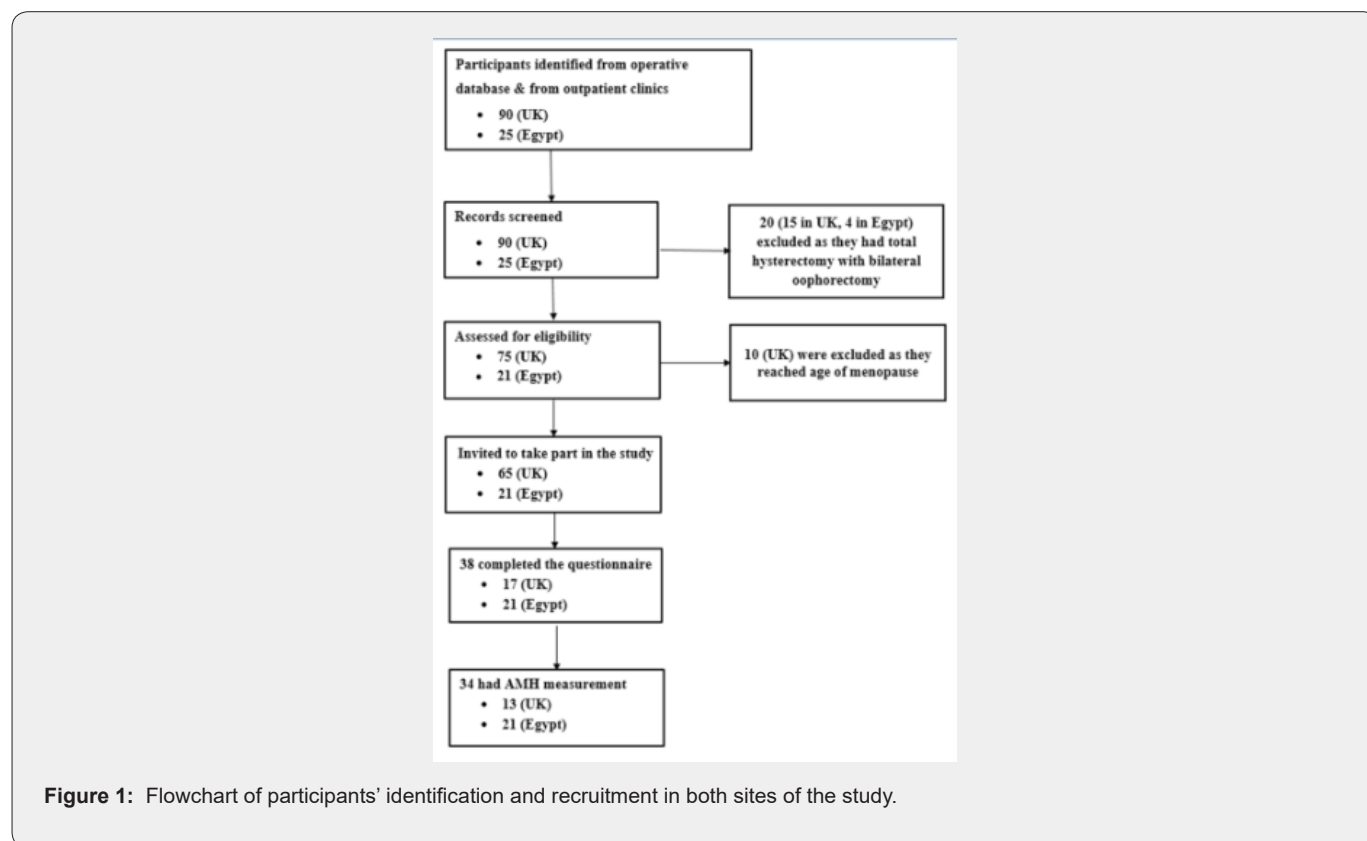 Participants identified from operative
database & from outpatient clinics
• 90 (UK)
• 25 (Egypt)
Records screened
• 90 (UK)
• 25 (Egypt)
20 (15 in UK, 4 in Egypt)
excluded as they had total
hysterectomy with bilateral
oophorectomy
Assessed for eligibility
• 75 (UK)
• 21 (Egypt)
10 (UK) were excluded as they
reached age of menopause
Invited to take part in the study
• 65 (UK)
• 21 (Egypt)
38 completed the questionnaire
• 17 (UK)
• 21 (Egypt)
34 had AMH measurement
• 13 (UK)
• 21 (Egypt)
Figure 1: Flowchart of participants’ identification and recruitment in both sites of the study.